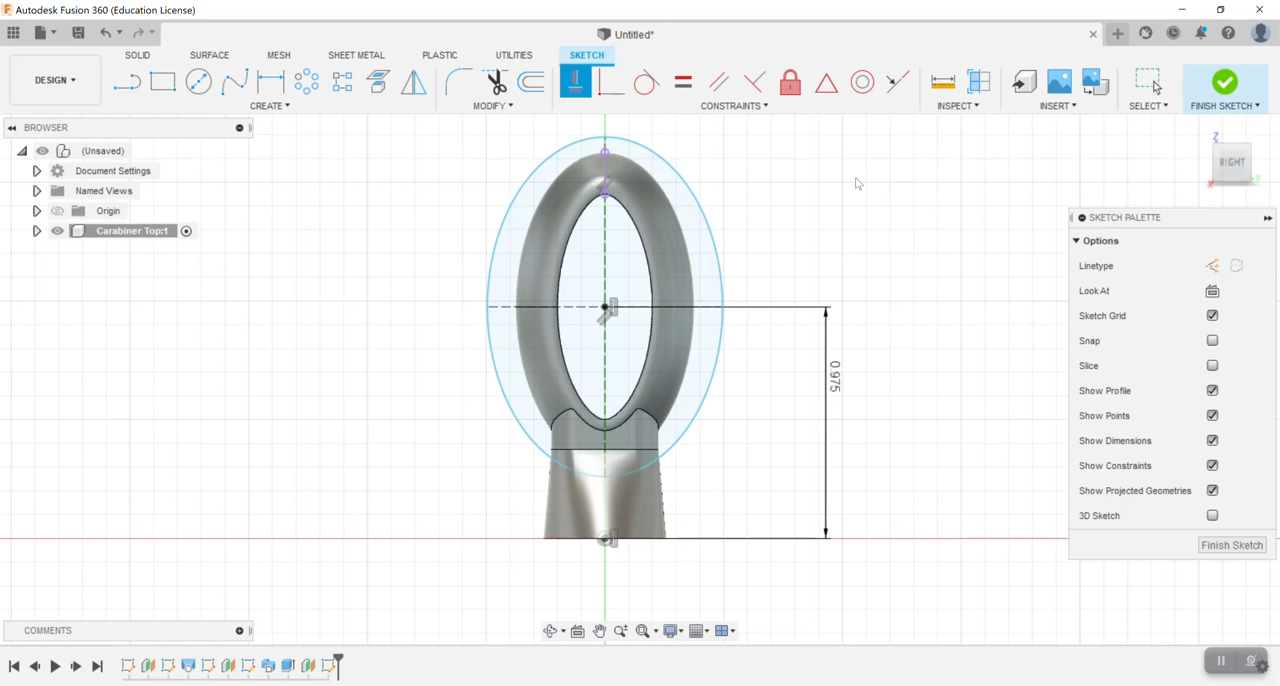 Autodesk Fusion 360 (Education License)
Untitled*
SOLID SURFACE MESH SHEET METAL PLASTIC UTILITIES SKETCH
DESIGN
CREATE MODIFY CONSTRAINTS INSPECT INSERT SELECT FINISH SKETCH
BROWSER
(Unsaved)
Document Settings
Named Views
Origin
Carabiner Top:1
Z
RIGHT
X
Y
0.975
SKETCH PALETTE
Options
Linetype
Look At
Sketch Grid
Snap
Slice
Show Profile
Show Points
Show Dimensions
Show Constraints
Show Projected Geometries
3D Sketch
Finish Sketch
COMMENTS